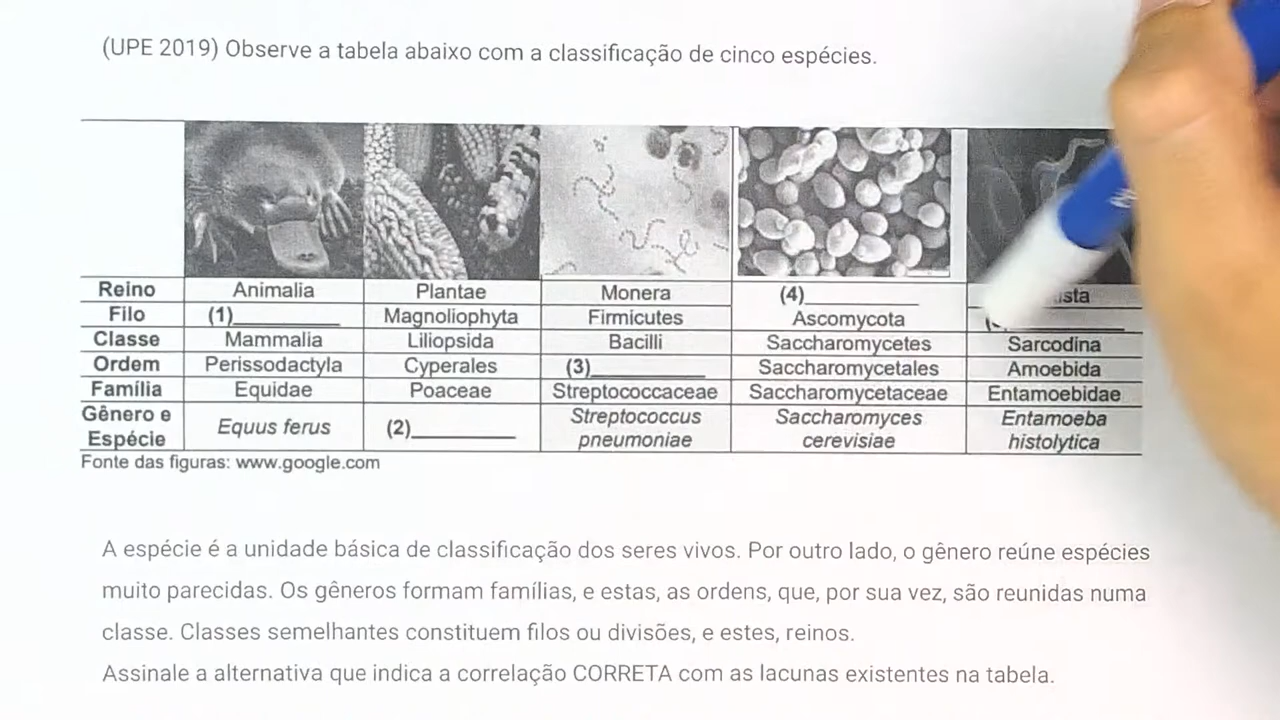 (UPE 2019) Observe a tabela abaixo com a classificação de cinco espécies.
Reino Animalia Plantae Monera (4)__________
Filo (1)__________ Magnoliophyta Firmicutes Ascomycota
Classe Mammalia Liliopsida Bacilli Saccharomycetes Sarcodina
Ordem Perissodactyla Cyperales (3)__________ Saccharomycetales Amoebida
Família Equidae Poaceae Streptococcaceae Saccharomycetaceae Entamoebidae
Gênero e Espécie Equus ferus (2)__________ Streptococcus pneumoniae Saccharomyces cerevisiae Entamoeba histolytica
Fonte das figuras: www.google.com
A espécie é a unidade básica de classificação dos seres vivos. Por outro lado, o gênero reúne espécies
muito parecidas. Os gêneros formam famílias, e estas, as ordens, que, por sua vez, são reunidas numa
classe. Classes semelhantes constituem filos ou divisões, e estes, reinos.
Assinale a alternativa que indica a correlação CORRETA com as lacunas existentes na tabela.